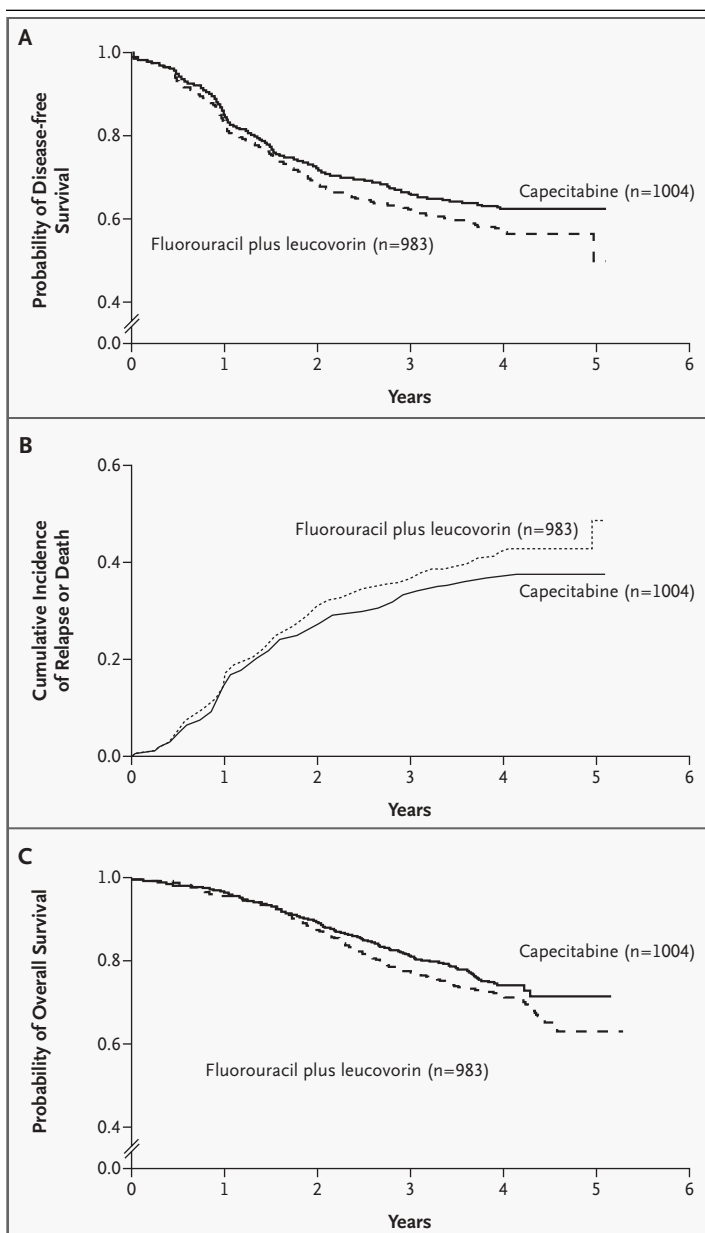 A
1.0
0.8
0.6
0.4
0.0
Probability of Disease-free
Survival
Capecitabine (n=1004)
Fluorouracil plus leucovorin (n=983)
0 1 2 3 4 5 6
Years
B
0.6
0.4
0.2
0.0
Cumulative Incidence
of Relapse or Death
Fluorouracil plus leucovorin (n=983)
Capecitabine (n=1004)
0 1 2 3 4 5 6
Years
C
1.0
0.8
0.6
0.4
0.0
Probability of Overall Survival
Capecitabine (n=1004)
Fluorouracil plus leucovorin (n=983)
0 1 2 3 4 5 6
Years